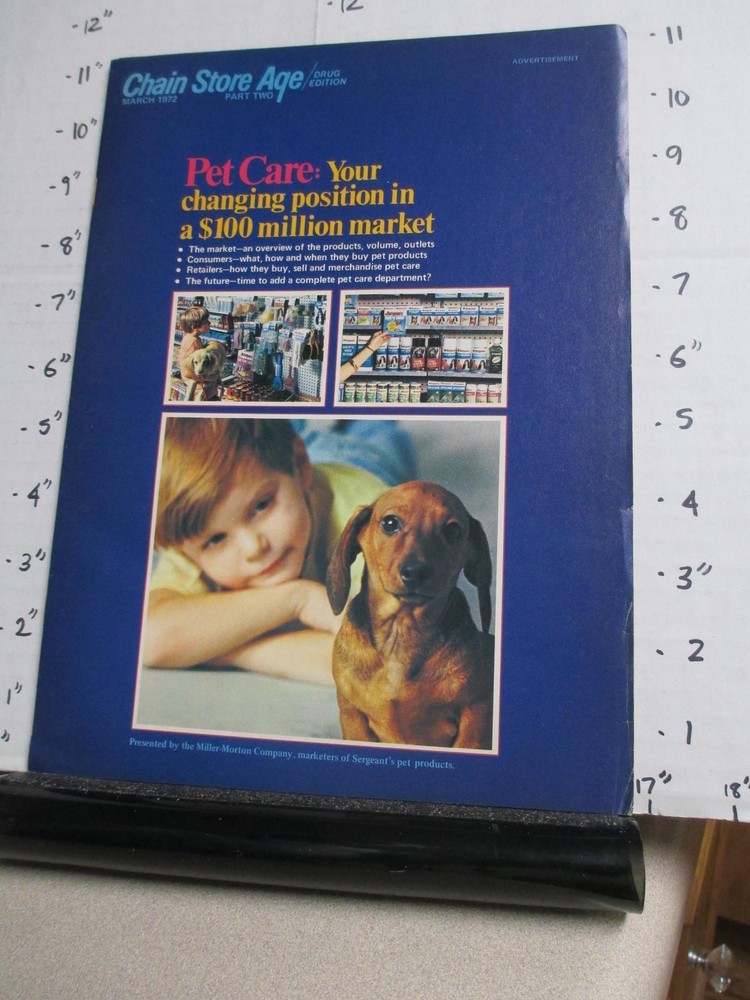 Chain Store Age / DRUG EDITION
MARCH 1972 PART TWO
ADVERTISEMENT
Pet Care: Your
changing position in
a $100 million market
• The market—an overview of the products, volume, outlets
• Consumers—what, how and when they buy pet products
• Retailers—how they buy, sell and merchandise pet care
• The future—time to add a complete pet care department?
Presented by the Miller-Morton Company, marketers of Sergeant's pet products.
- 12"
- 11"
- 10"
- 9"
- 8"
- 7"
- 6"
- 5"
- 4"
- 3"
- 2"
1"
- 12
- 11
- 10
- 9
- 8
- 7
- 6"
- 5
- 4
- 3"
- 2
- 1
17"
18"